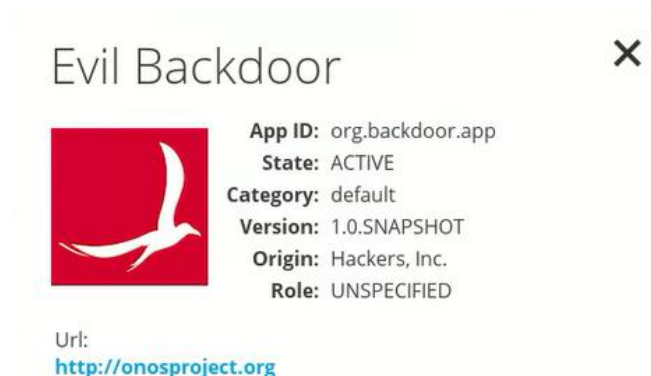 Evil Backdoor
App ID: org.backdoor.app
State: ACTIVE
Category: default
Version: 1.0.SNAPSHOT
Origin: Hackers, Inc.
Role: UNSPECIFIED
Url:
http://onosproject.org